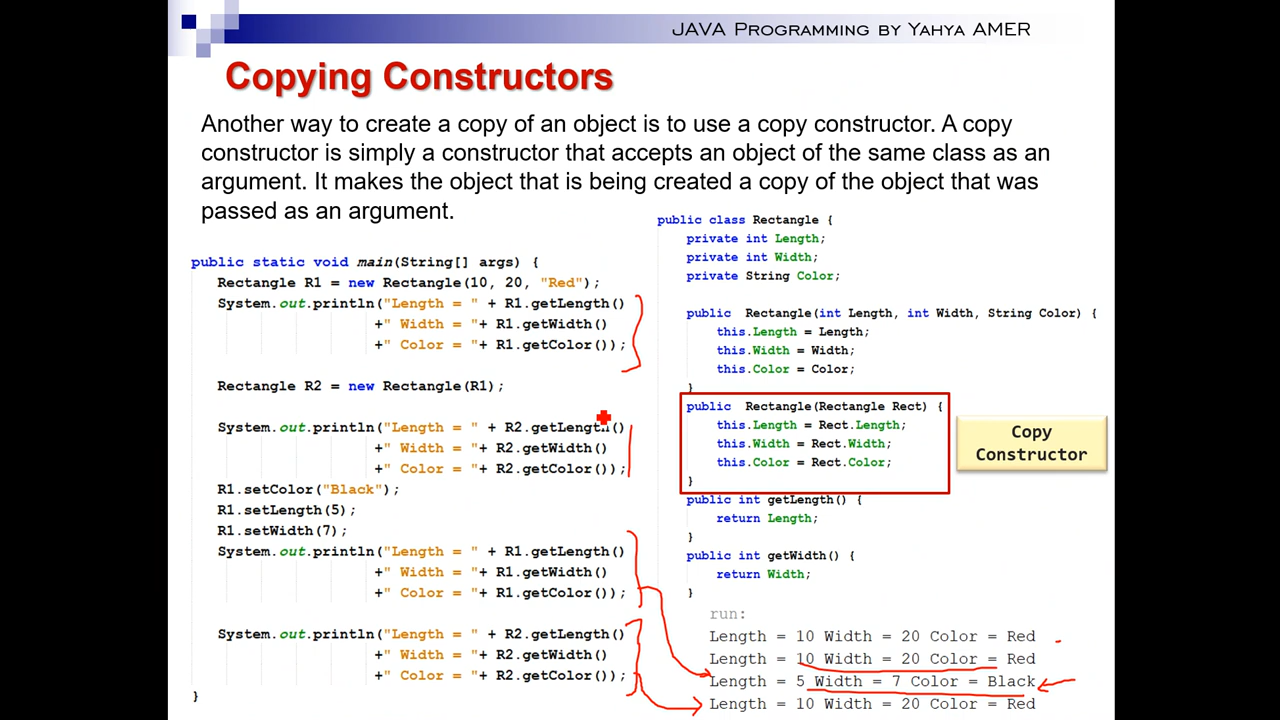 JAVA PROGRAMMING BY YAHYA AMER
Copying Constructors
Another way to create a copy of an object is to use a copy constructor. A copy
constructor is simply a constructor that accepts an object of the same class as an
argument. It makes the object that is being created a copy of the object that was
passed as an argument.
public static void main(String[] args) {
Rectangle R1 = new Rectangle(10, 20, "Red");
System.out.println("Length = " + R1.getLength()
+" Width = "+ R1.getWidth()
+" Color = "+ R1.getColor());
Rectangle R2 = new Rectangle(R1);
System.out.println("Length = " + R2.getLength()
+" Width = "+ R2.getWidth()
+" Color = "+ R2.getColor());
R1.setColor("Black");
R1.setLength(5);
R1.setWidth(7);
System.out.println("Length = " + R1.getLength()
+" Width = "+ R1.getWidth()
+" Color = "+ R1.getColor());
System.out.println("Length = " + R2.getLength()
+" Width = "+ R2.getWidth()
+" Color = "+ R2.getColor());
}
public class Rectangle {
private int Length;
private int Width;
private String Color;
public Rectangle(int Length, int Width, String Color) {
this.Length = Length;
this.Width = Width;
this.Color = Color;
}
public Rectangle(Rectangle Rect) {
this.Length = Rect.Length;
this.Width = Rect.Width;
this.Color = Rect.Color;
}
Copy
Constructor
public int getLength() {
return Length;
}
public int getWidth() {
return Width;
}
run:
Length = 10 Width = 20 Color = Red
Length = 10 Width = 20 Color = Red
Length = 5 Width = 7 Color = Black
Length = 10 Width = 20 Color = Red